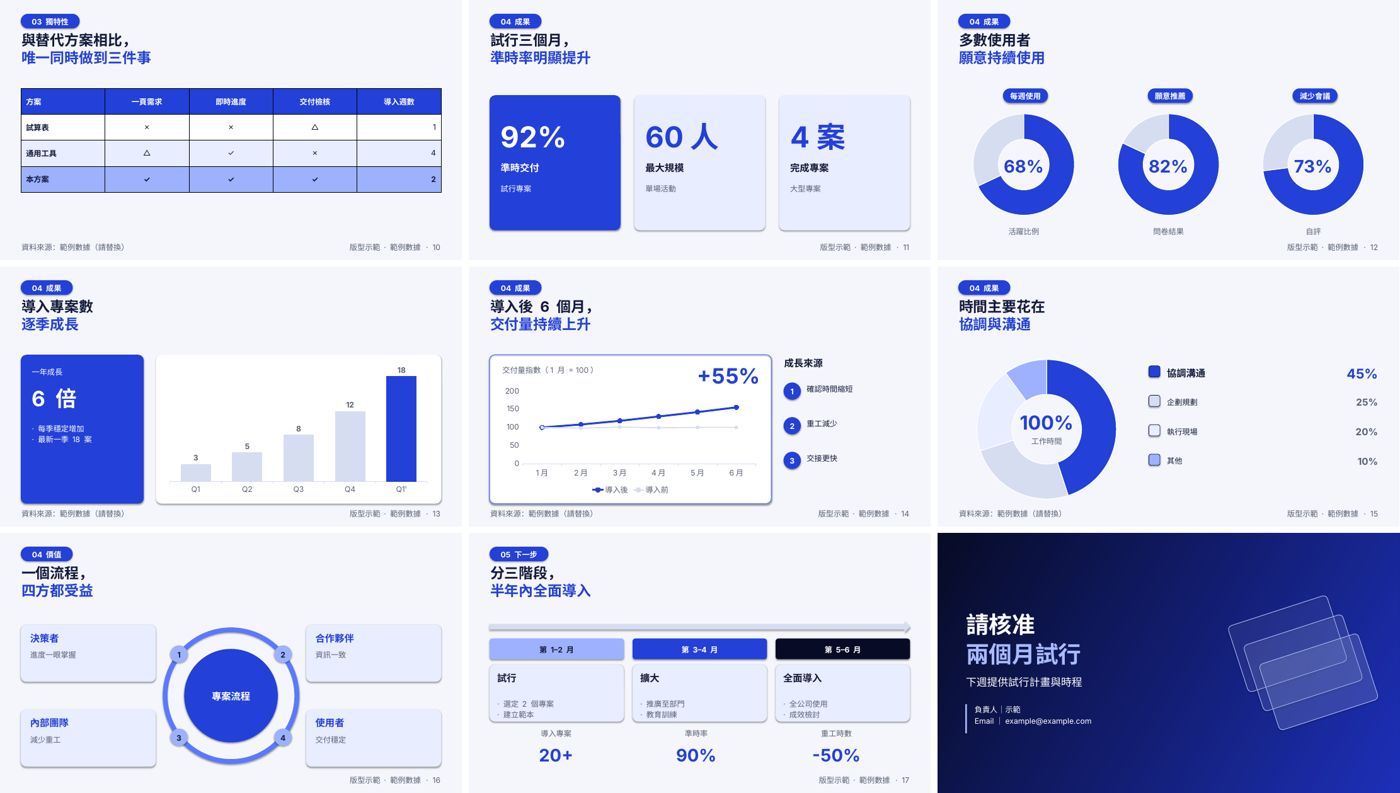 03 獨特性
與替代方案相比，
唯一同時做到三件事
方案 一頁需求 即時進度 交付檢核 導入週數
試算表 × × △ 1
通用工具 △ ✓ × 4
本方案 ✓ ✓ ✓ 2
資料來源：範例數據（請替換）
版型示範 · 範例數據 · 10
04 成果
試行三個月，
準時率明顯提升
92%
準時交付
試行專案
60 人
最大規模
單場活動
4 案
完成專案
大型專案
版型示範 · 範例數據 · 11
04 成果
多數使用者
願意持續使用
每週使用
68%
活躍比例
願意推薦
82%
問卷結果
減少會議
73%
自評
版型示範 · 範例數據 · 12
04 成果
導入專案數
逐季成長
一年成長
6 倍
· 每季穩定增加
· 最新一季 18 案
3
5
8
12
18
Q1 Q2 Q3 Q4 Q1'
資料來源：範例數據（請替換）
版型示範 · 範例數據 · 13
04 成果
導入後 6 個月，
交付量持續上升
交付量指數（1 月 =100）
+55%
200
150
100
50
0
1月 2月 3月 4月 5月 6月
導入後 導入前
成長來源
1 確認時間縮短
2 重工減少
3 交接更快
資料來源：範例數據（請替換）
版型示範 · 範例數據 · 14
04 成果
時間主要花在
協調與溝通
100%
工作時間
協調溝通 45%
企劃規劃 25%
執行現場 20%
其他 10%
資料來源：範例數據（請替換）
版型示範 · 範例數據 · 15
04 價值
一個流程，
四方都受益
決策者
進度一眼掌握
合作夥伴
資訊一致
1
2
專案流程
3
4
內部團隊
減少重工
使用者
交付穩定
版型示範 · 範例數據 · 16
05 下一步
分三階段，
半年內全面導入
第 1–2 月
試行
· 選定 2 個專案
· 建立範本
導入專案
20+
第 3–4 月
擴大
· 推廣至部門
· 教育訓練
準時率
90%
第 5–6 月
全面導入
· 全公司使用
· 成效檢討
重工時數
-50%
版型示範 · 範例數據 · 17
請核准
兩個月試行
下週提供試行計畫與時程
負責人｜示範
Email ｜ example@example.com